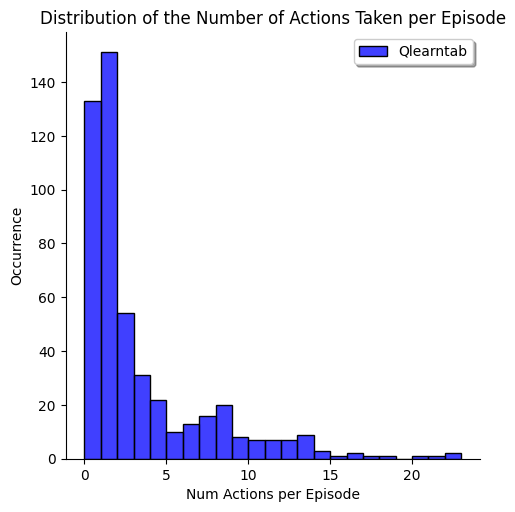 Distribution of the Number of Actions Taken per Episode
Qlearntab
140
120
100
80
60
40
20
0
Occurrence
0 5 10 15 20
Num Actions per Episode